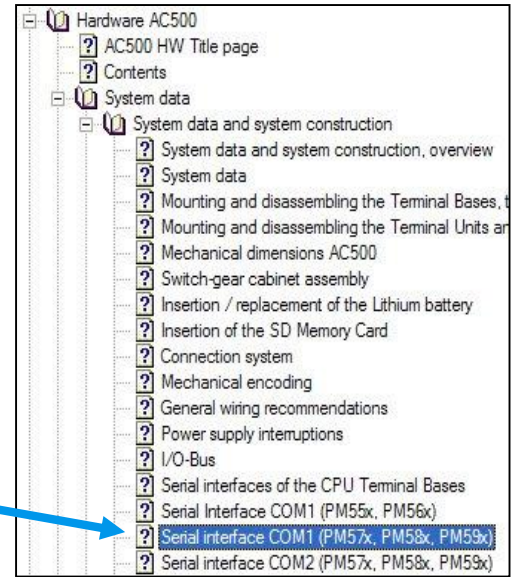 Hardware AC500
AC500 HW Title page
Contents
System data
System data and system construction
System data and system construction, overview
System data
Mounting and disassembling the Terminal Bases, t
Mounting and disassembling the Terminal Units ar
Mechanical dimensions AC500
Switch-gear cabinet assembly
Insertion / replacement of the Lithium battery
Insertion of the SD Memory Card
Connection system
Mechanical encoding
General wiring recommendations
Power supply interruptions
I/O-Bus
Serial interfaces of the CPU Terminal Bases
Serial Interface COM1 (PM55x, PM56x)
Serial interface COM1 (PM57x, PM58x, PM59x)
Serial interface COM2 (PM57x, PM58x, PM59x)